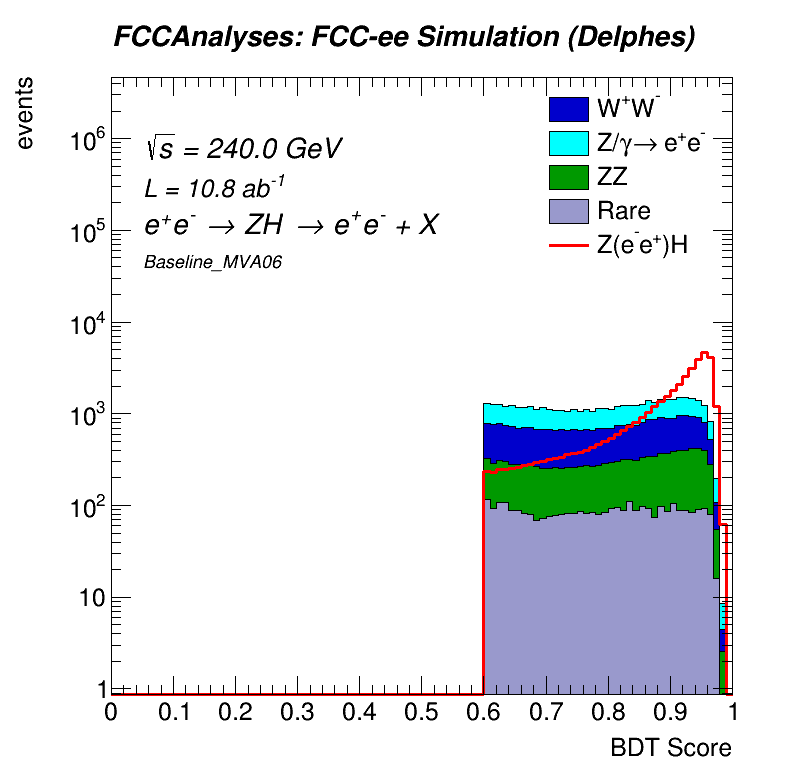 FCCAnalyses: FCC-ee Simulation (Delphes)
events
√s = 240.0 GeV
L = 10.8 ab⁻¹
e⁺e⁻ → ZH → e⁺e⁻ + X
Baseline_MVA06
W⁺W⁻
Z/γ→ e⁺e⁻
ZZ
Rare
Z(e⁻e⁺)H
10⁶
10⁵
10⁴
10³
10²
10
1
0 0.1 0.2 0.3 0.4 0.5 0.6 0.7 0.8 0.9 1
BDT Score